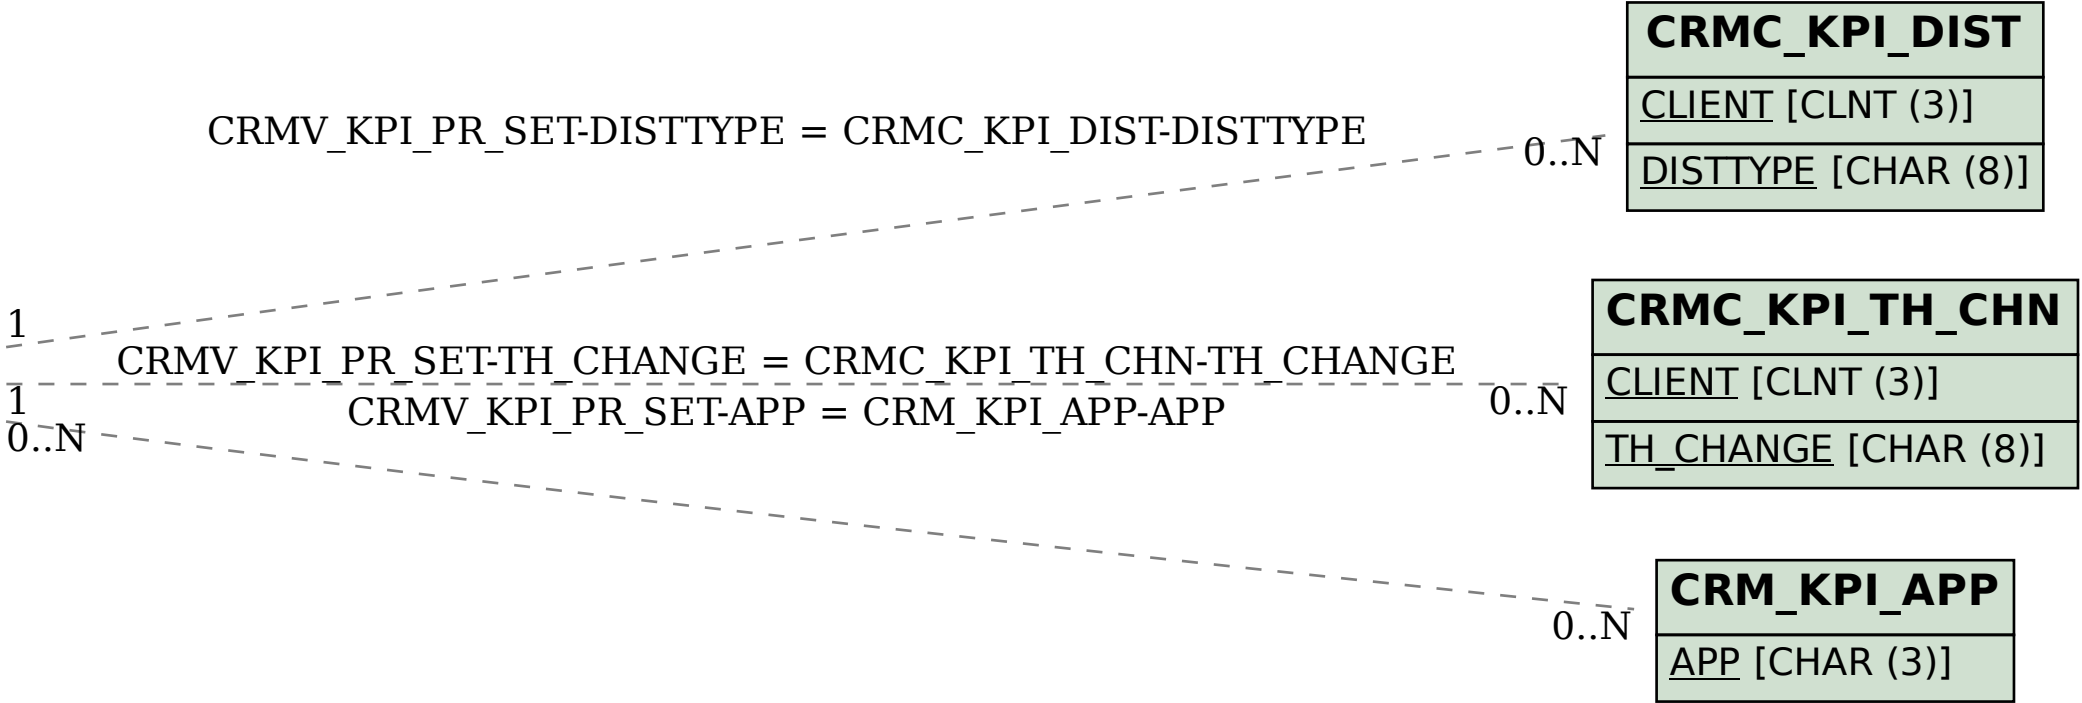 CRMC_KPI_DIST
CLIENT [CLNT (3)]
DISTTYPE [CHAR (8)]
CRMV_KPI_PR_SET-DISTTYPE = CRMC_KPI_DIST-DISTTYPE
0..N
1
CRMC_KPI_TH_CHN
CLIENT [CLNT (3)]
TH_CHANGE [CHAR (8)]
CRMV_KPI_PR_SET-TH_CHANGE = CRMC_KPI_TH_CHN-TH_CHANGE
1
0..N
CRMV_KPI_PR_SET-APP = CRM_KPI_APP-APP
0..N
0..N
CRM_KPI_APP
APP [CHAR (3)]